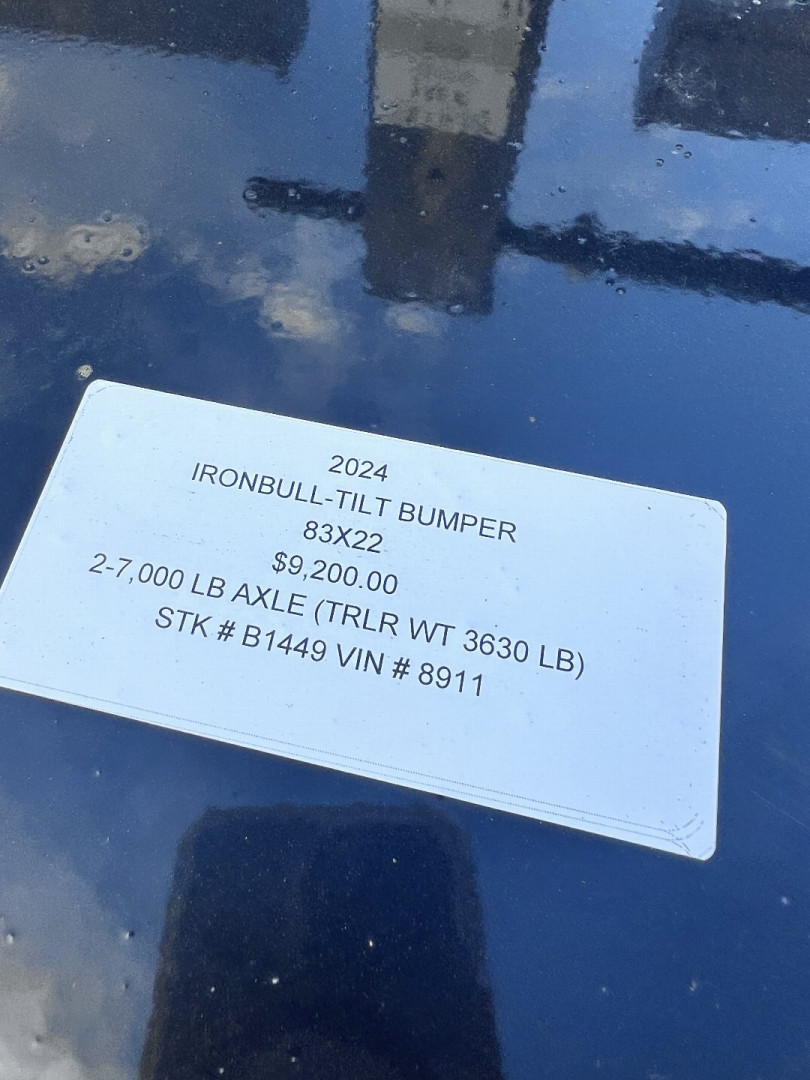 2024
IRONBULL-TILT BUMPER
83X22
$9,200.00
2-7,000 LB AXLE (TRLR WT 3630 LB)
STK # B1449 VIN # 8911